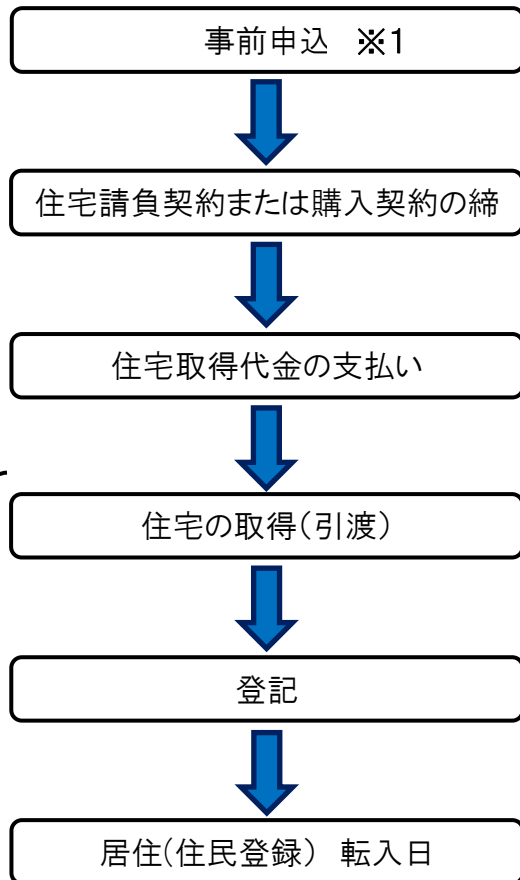 事前申込　※1
住宅請負契約または購入契約の締
住宅取得代金の支払い
住宅の取得(引渡)
登記
居住(住民登録)　転入日